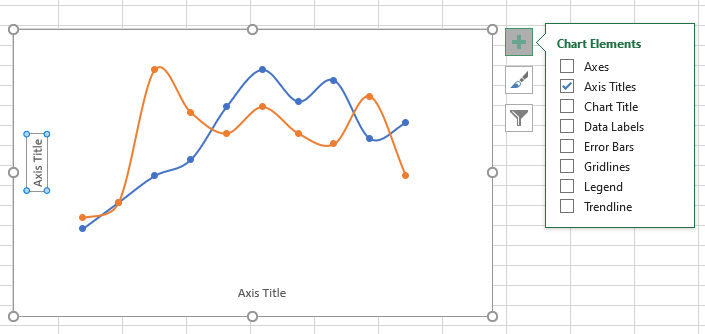 Axis Title
Axis Title
Chart Elements
Axes
Axis Titles
Chart Title
Data Labels
Error Bars
Gridlines
Legend
Trendline